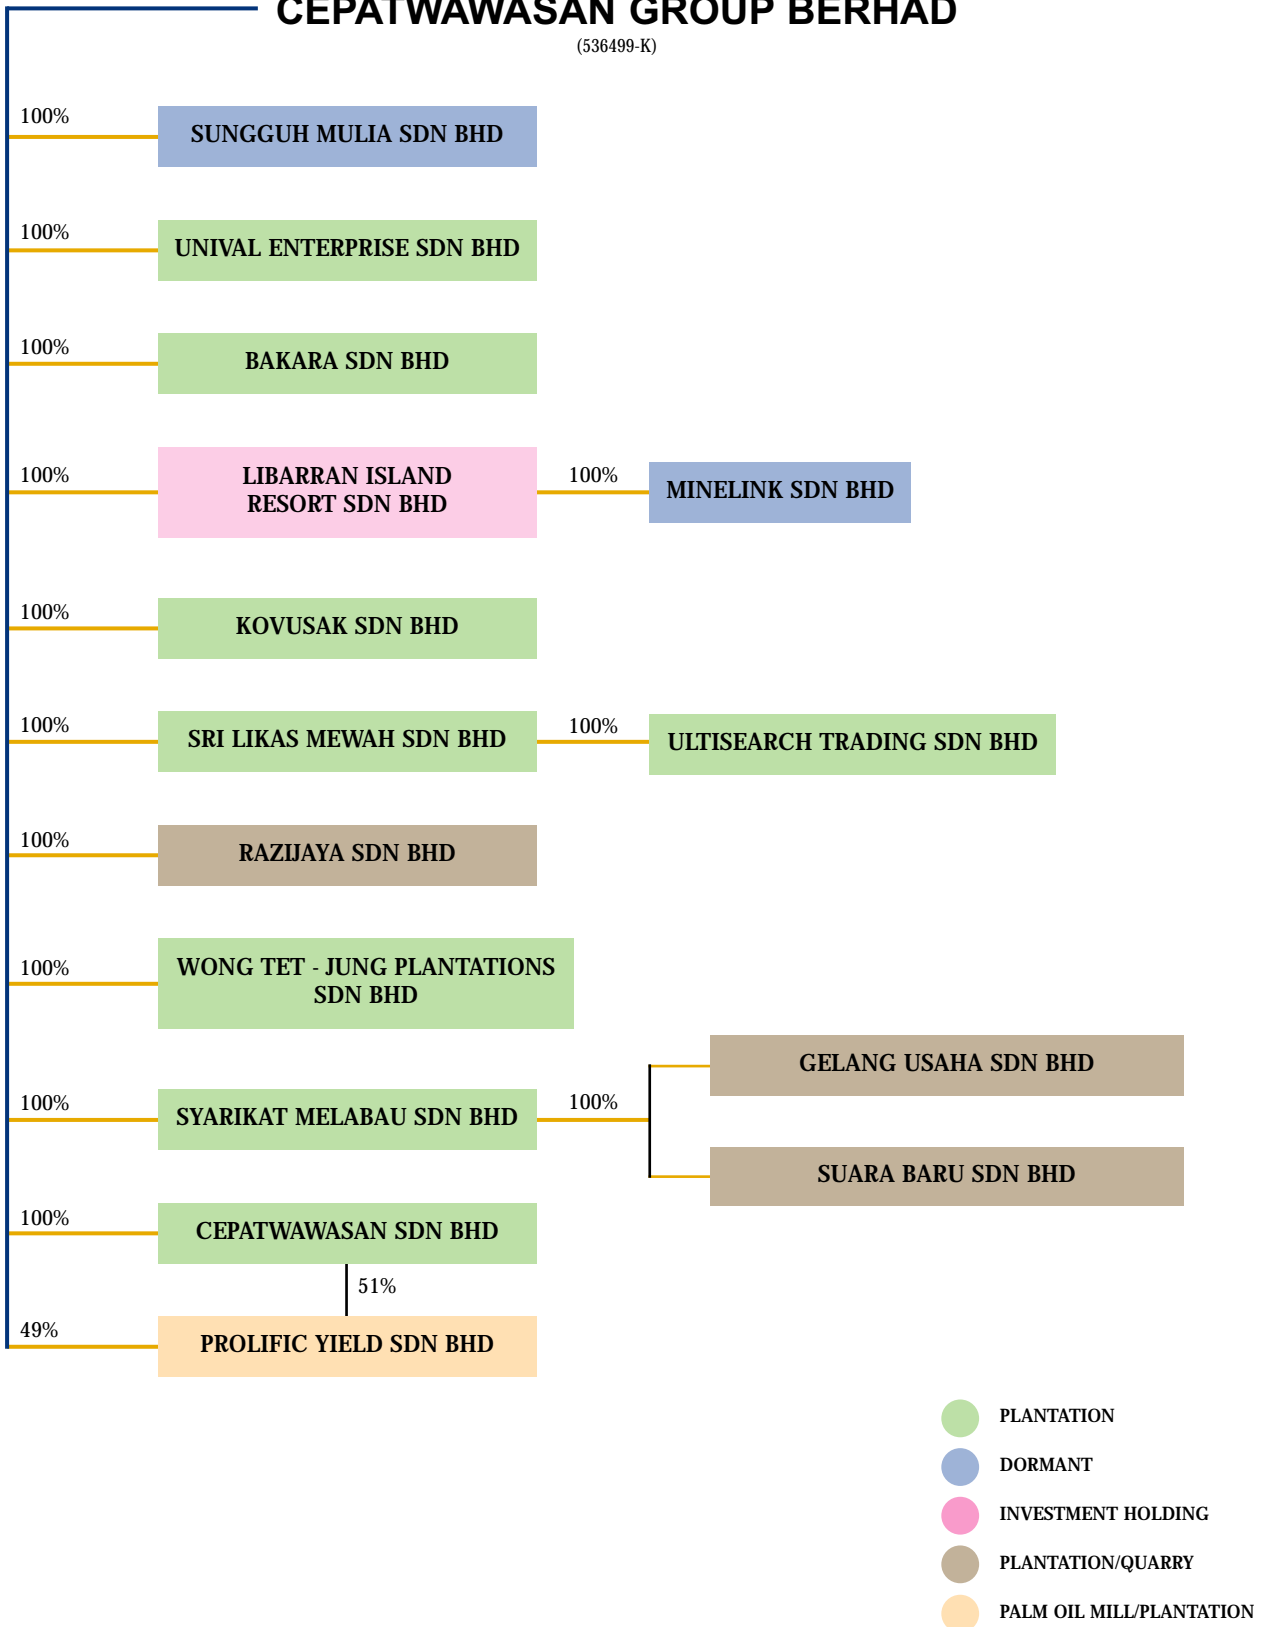 CEPATWAWASAN GROUP BERHAD
(536499-K)
100%
SUNGGUH MULIA SDN BHD
100%
UNIVAL ENTERPRISE SDN BHD
100%
BAKARA SDN BHD
100%
LIBARRAN ISLAND
RESORT SDN BHD
100%
MINELINK SDN BHD
100%
KOVUSAK SDN BHD
100%
SRI LIKAS MEWAH SDN BHD
100%
ULTISEARCH TRADING SDN BHD
100%
RAZIJAYA SDN BHD
100%
WONG TET - JUNG PLANTATIONS
SDN BHD
100%
SYARIKAT MELABAU SDN BHD
100%
GELANG USAHA SDN BHD
SUARA BARU SDN BHD
100%
CEPATWAWASAN SDN BHD
51%
49%
PROLIFIC YIELD SDN BHD
PLANTATION
DORMANT
INVESTMENT HOLDING
PLANTATION/QUARRY
PALM OIL MILL/PLANTATION